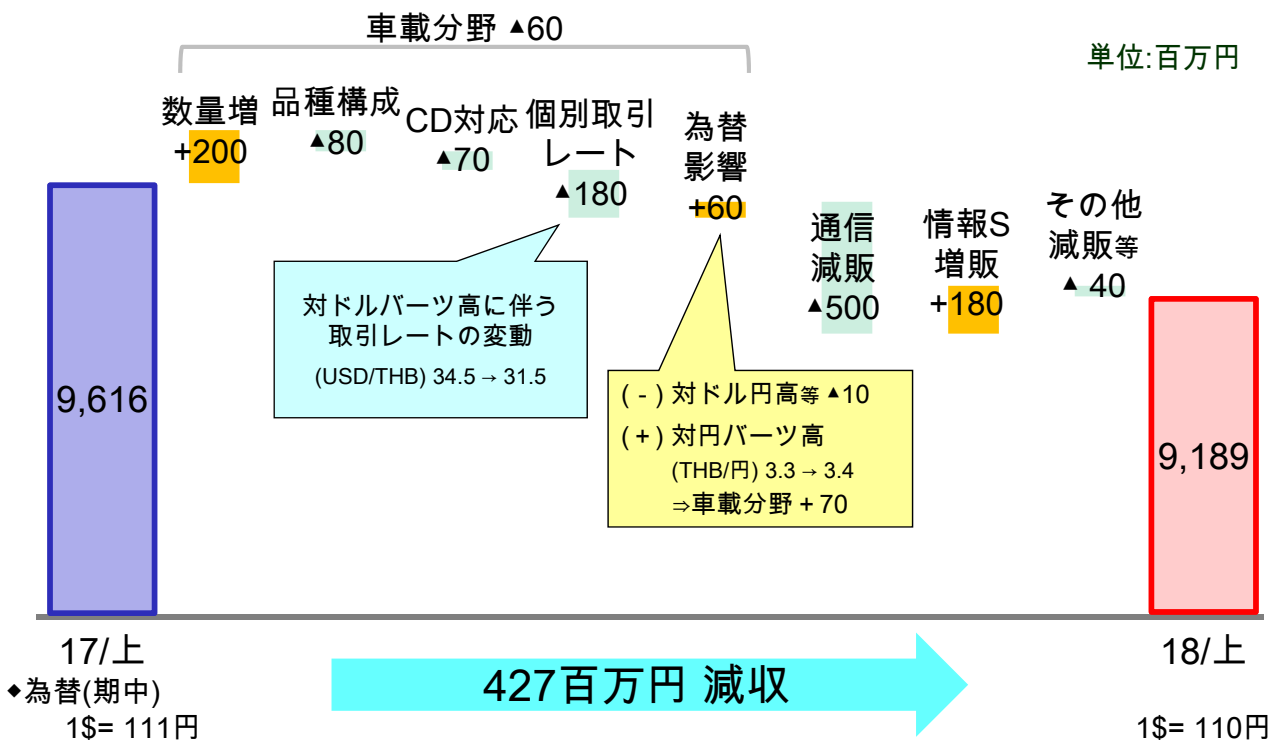 車載分野 ▲60
単位:百万円
数量増
+200
品種構成
▲80
CD対応
▲70
個別取引
レート
▲180
為替
影響
+60
通信
減販
▲500
情報S
増販
+180
その他
減販等
▲ 40
対ドルバーツ高に伴う
取引レートの変動
(USD/THB) 34.5 → 31.5
( - ) 対ドル円高等 ▲10
( + ) 対円バーツ高
(THB/円) 3.3 → 3.4
⇒車載分野 + 70
9,616
9,189
17/上
18/上
427百万円 減収
◆為替(期中)
1$= 111円
1$= 110円